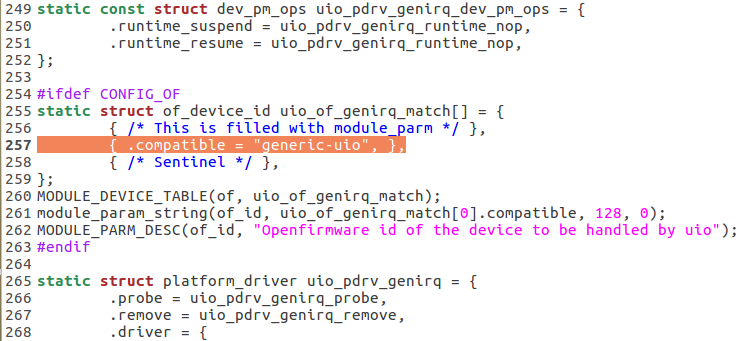 249 static const struct dev_pm_ops uio_pdrv_genirq_dev_pm_ops = {
250         .runtime_suspend = uio_pdrv_genirq_runtime_nop,
251         .runtime_resume = uio_pdrv_genirq_runtime_nop,
252 };
253
254 #ifdef CONFIG_OF
255 static struct of_device_id uio_of_genirq_match[] = {
256         { /* This is filled with module_parm */ },
257         { .compatible = "generic-uio", },
258         { /* Sentinel */ },
259 };
260 MODULE_DEVICE_TABLE(of, uio_of_genirq_match);
261 module_param_string(of_id, uio_of_genirq_match[0].compatible, 128, 0);
262 MODULE_PARM_DESC(of_id, "Openfirmware id of the device to be handled by uio");
263 #endif
264
265 static struct platform_driver uio_pdrv_genirq = {
266         .probe = uio_pdrv_genirq_probe,
267         .remove = uio_pdrv_genirq_remove,
268         .driver = {